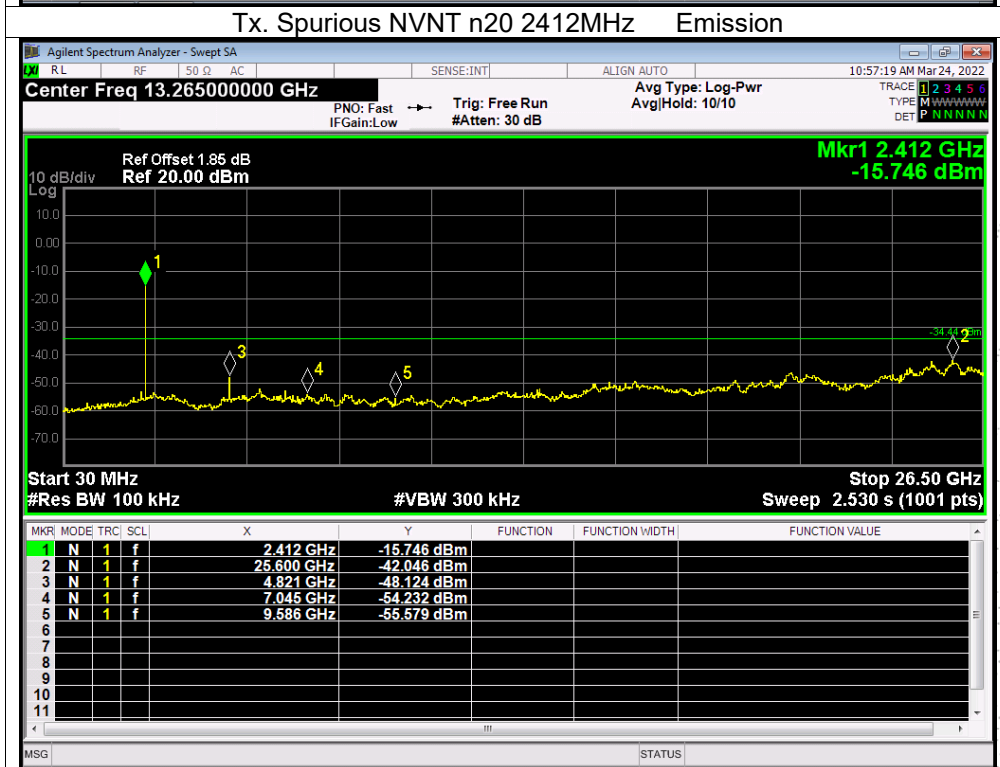 Tx. Spurious NVNT n20 2412MHz Emission
Agilent Spectrum Analyzer - Swept SA
LXI RL RF 50 Ω AC SENSE:INT ALIGN AUTO 10:57:19 AM Mar 24, 2022
Center Freq 13.265000000 GHz Avg Type: Log-Pwr TRACE 1 2 3 4 5 6
PNO: Fast Trig: Free Run Avg|Hold: 10/10 TYPE M WWWWW
IFGain:Low #Atten: 30 dB DET P N N N N N
Mkr1 2.412 GHz
-15.746 dBm
Ref Offset 1.85 dB
10 dB/div Ref 20.00 dBm
Log
10.0
0.00
-10.0 1
-20.0
-30.0 -34.44 dBm 2
-40.0 3
4 5
-50.0
-60.0
-70.0
Start 30 MHz Stop 26.50 GHz
#Res BW 100 kHz #VBW 300 kHz Sweep 2.530 s (1001 pts)
MKR MODE TRC SCL X Y FUNCTION FUNCTION WIDTH FUNCTION VALUE
1 N 1 f 2.412 GHz -15.746 dBm
2 N 1 f 25.600 GHz -42.046 dBm
3 N 1 f 4.821 GHz -48.124 dBm
4 N 1 f 7.045 GHz -54.232 dBm
5 N 1 f 9.586 GHz -55.579 dBm
6
7
8
9
10
11
MSG STATUS